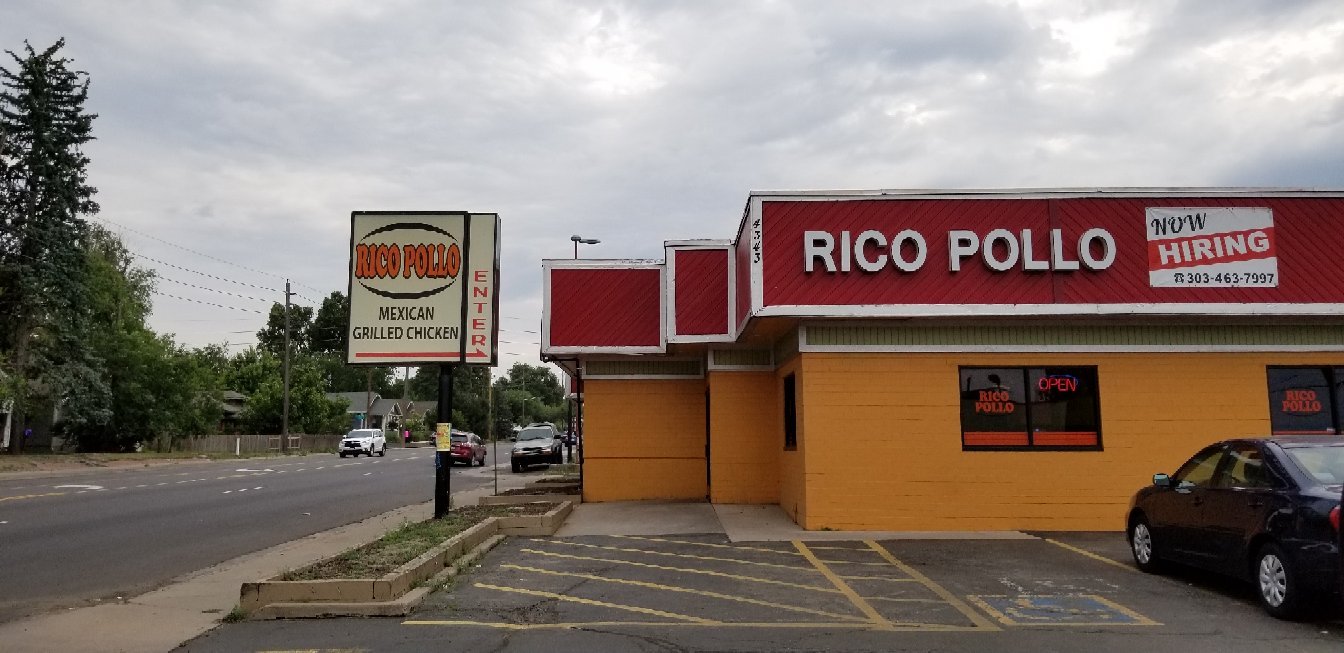 RICO POLLO
MEXICAN
GRILLED CHICKEN
ENTER
4343
RICO POLLO
NOW
HIRING
☎303-463-7997
RICO
POLLO
OPEN
RICO
POLLO